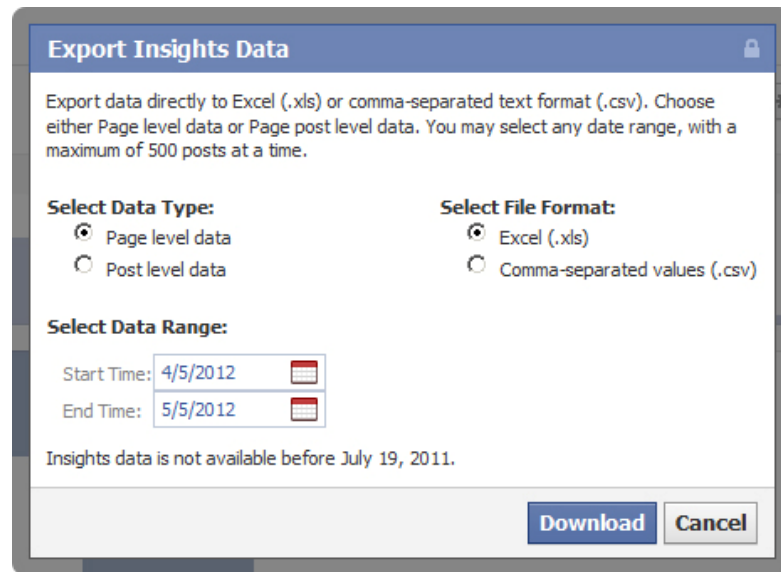 Export Insights Data
Export data directly to Excel (.xls) or comma-separated text format (.csv). Choose
either Page level data or Page post level data. You may select any date range, with a
maximum of 500 posts at a time.
Select Data Type:
Page level data
Post level data
Select File Format:
Excel (.xls)
Comma-separated values (.csv)
Select Data Range:
Start Time: 4/5/2012
End Time: 5/5/2012
Insights data is not available before July 19, 2011.
Download Cancel